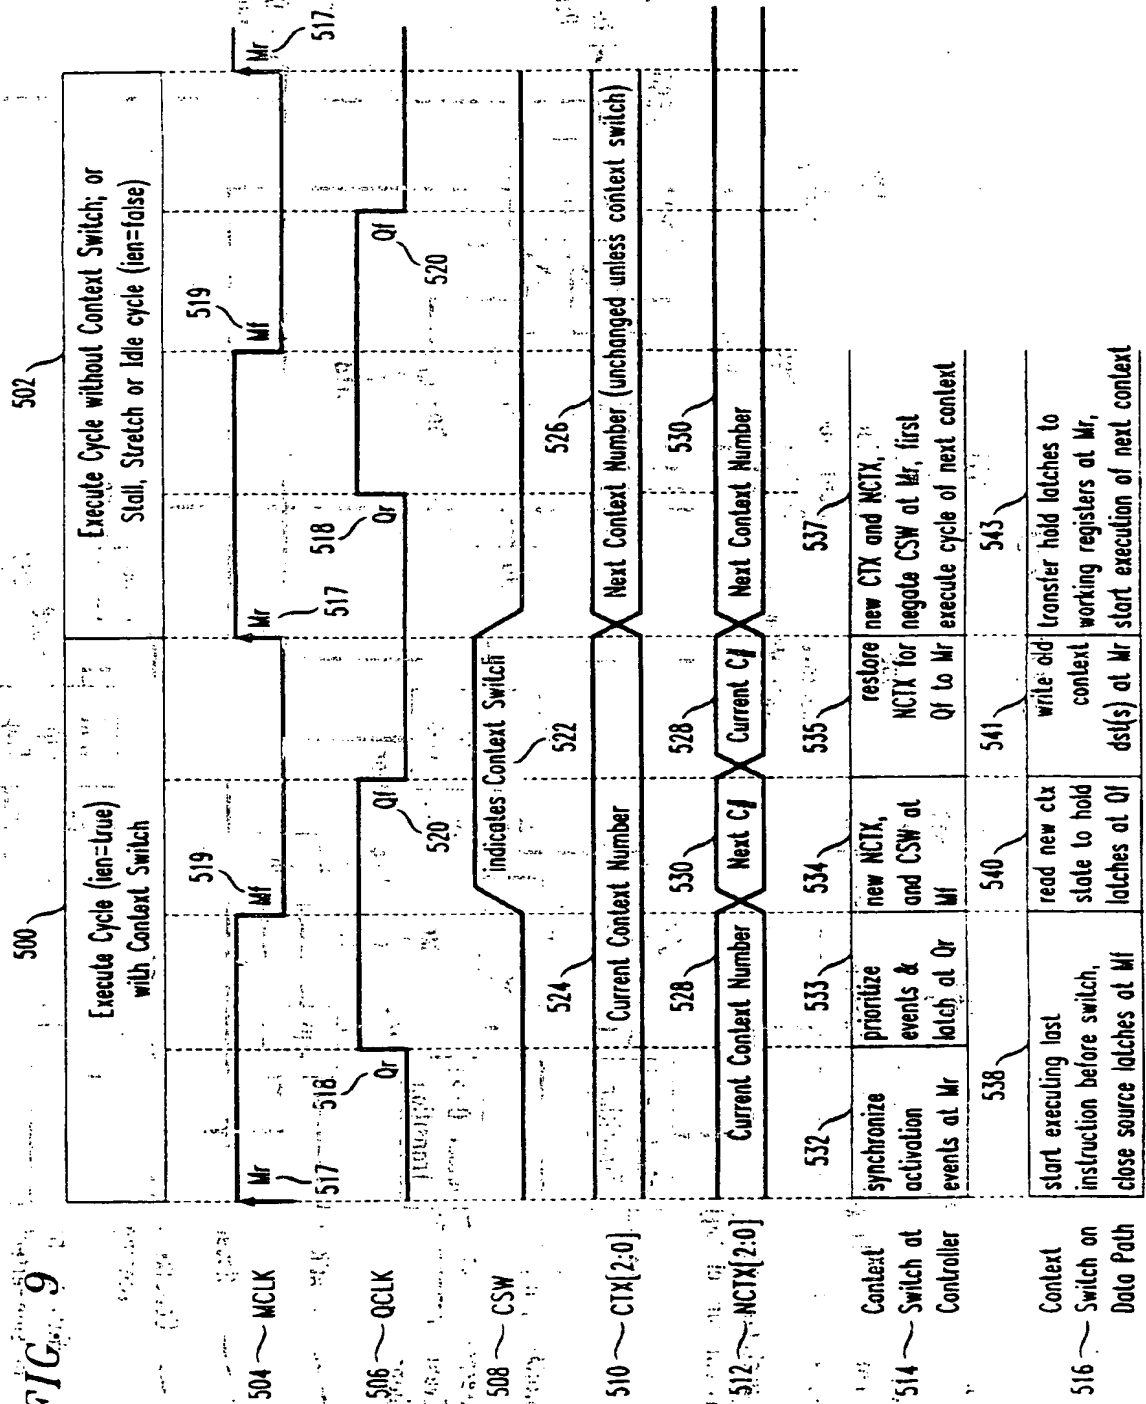 FIG. 9
500
502
Execute Cycle (ien=true)
with Context Switch
Execute Cycle without Context Switch; or
Stall, Stretch or Idle cycle (ien=false)
504 MCLK
Mr
517
519
Mf
Mr
517
519
Mf
Mr
517
506 QCLK
518
Qr
Qf
520
518
Qr
Qf
520
508 CSW
indicates Context Switch
522
510 CTX[2:0]
524
Current Context Number
526
Next Context Number (unchanged unless context switch)
512 NCTX[2:0]
528
Current Context Number
530
Next C#
528
Current C#
530
Next Context Number
514
Context
Switch at
Controller
532
synchronize
activation
events at Mr
533
prioritize
events &
latch at Qr
534
new NCTX,
and CSW at
Mf
535
restore
NCTX for
Qf to Mr
537
new CTX and NCTX,
negate CSW at Mr, first
execute cycle of next context
516
Context
Switch on
Data Path
538
start executing last
instruction before switch,
close source latches at Mf
540
read new ctx
state to hold
latches at Qf
541
write old
context
dst(s) at Mr
543
transfer hold latches to
working registers at Mr,
start execution of next context